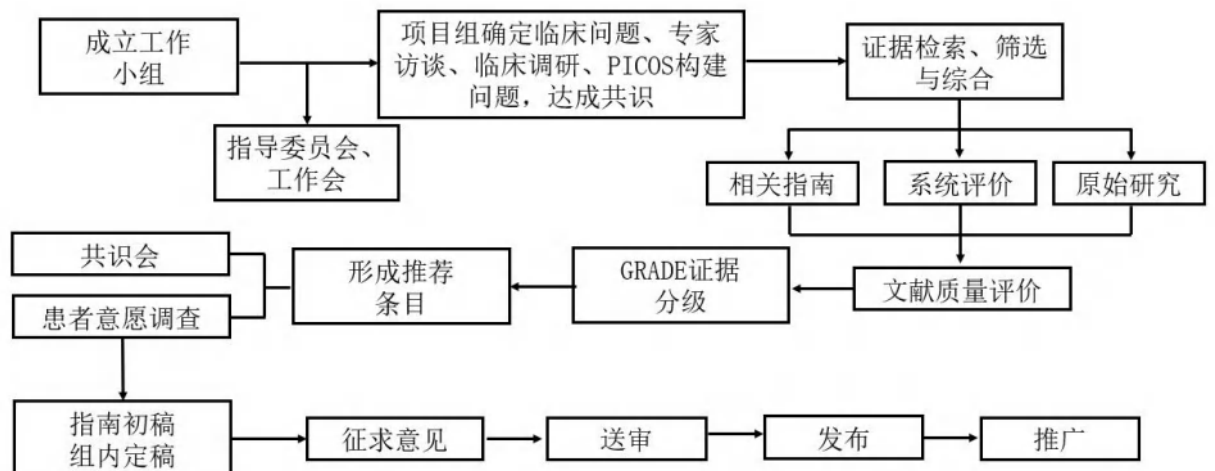 成立工作
小组
项目组确定临床问题、专家
访谈、临床调研、PICOS构建
问题，达成共识
证据检索、筛选
与综合
指导委员会、
工作会
相关指南
系统评价
原始研究
共识会
患者意愿调查
形成推荐
条目
GRADE证据
分级
文献质量评价
指南初稿
组内定稿
征求意见
送审
发布
推广